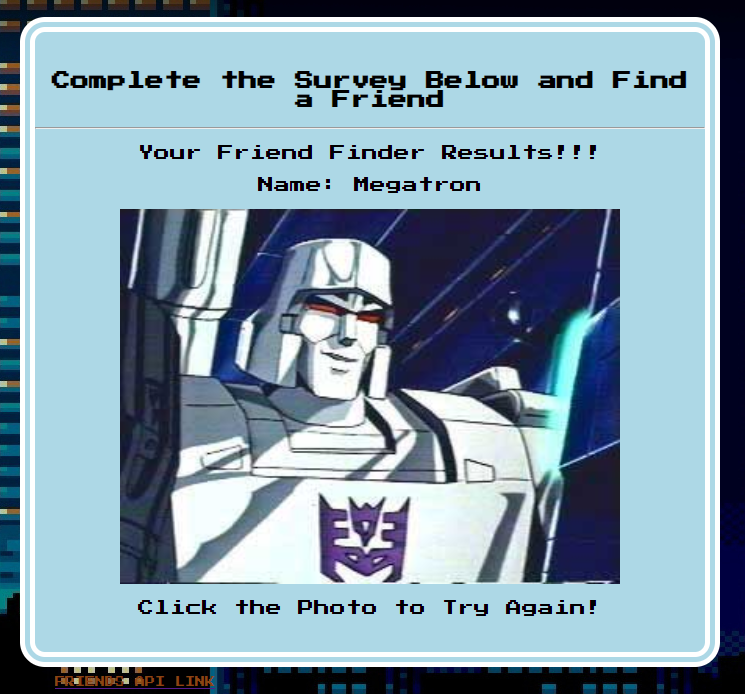 Complete the Survey Below and Find
a Friend
Your Friend Finder Results!!!
Name: Megatron
Click the Photo to Try Again!
FRIENDS API LINK